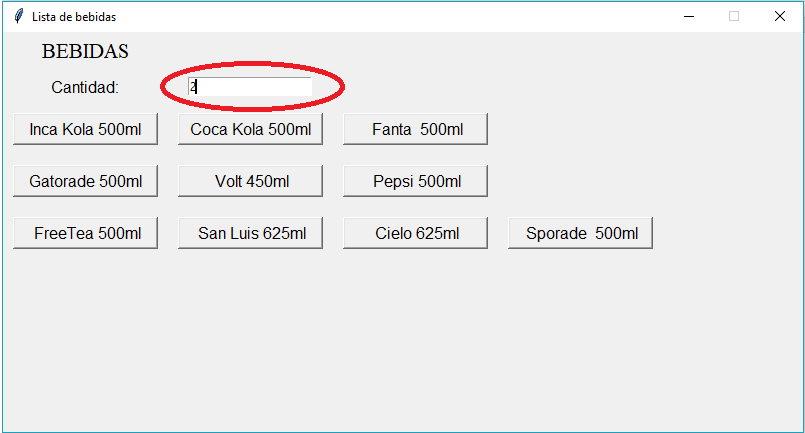 Lista de bebidas
BEBIDAS
Cantidad: 2
Inca Kola 500ml Coca Kola 500ml Fanta  500ml
Gatorade 500ml Volt 450ml Pepsi 500ml
FreeTea 500ml San Luis 625ml Cielo 625ml Sporade  500ml